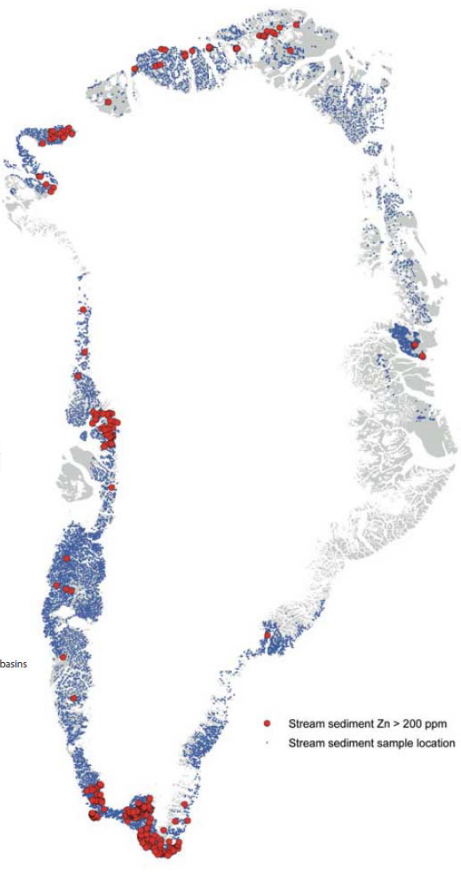 basins
Stream sediment Zn > 200 ppm
Stream sediment sample location